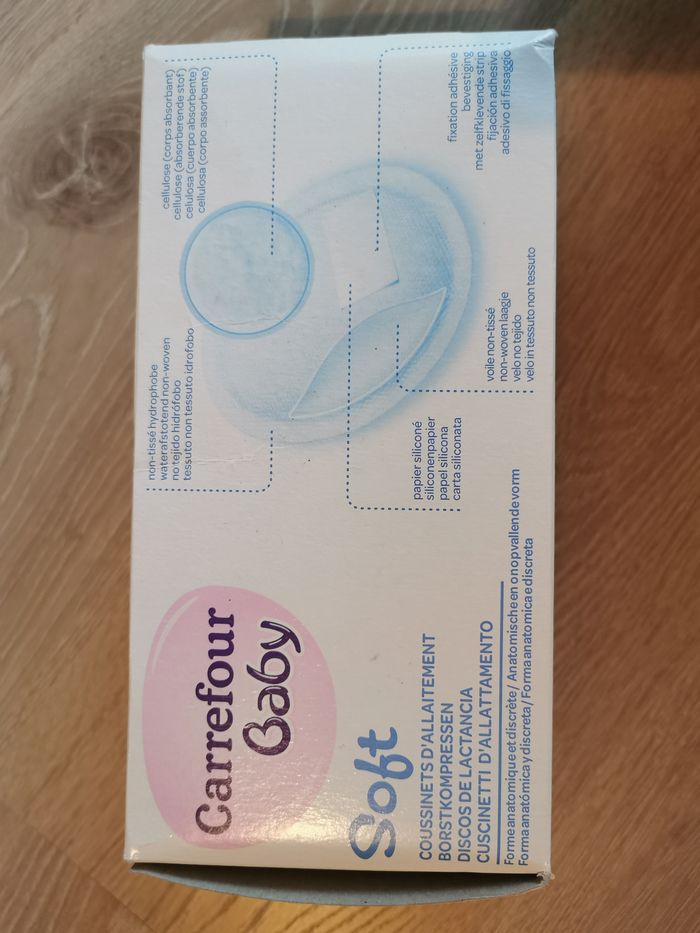 Carrefour
Baby
Soft
COUSSINETS D'ALLAITEMENT
BORSTKOMPRESSEN
DISCOS DE LACTANCIA
CUSCINETTI D'ALLATTAMENTO
Forme anatomique et discrète / Anatomische en onopvallende vorm
Forma anatómica y discreta / Forma anatomica e discreta
non-tissé hydrophobe
waterafstotend non-woven
no tejido hidrófobo
tessuto non tessuto idrofobo
cellulose (corps absorbant)
cellulose (absorberende stof)
celulosa (cuerpo absorbente)
cellulosa (corpo assorbente)
papier siliconé
siliconenpapier
papel silicona
carta siliconata
voile non-tissé
non-woven laagje
velo no tejido
velo in tessuto non tessuto
fixation adhésive
bevestiging
met zelfklevende strip
fijación adhesiva
adesivo di fissaggio